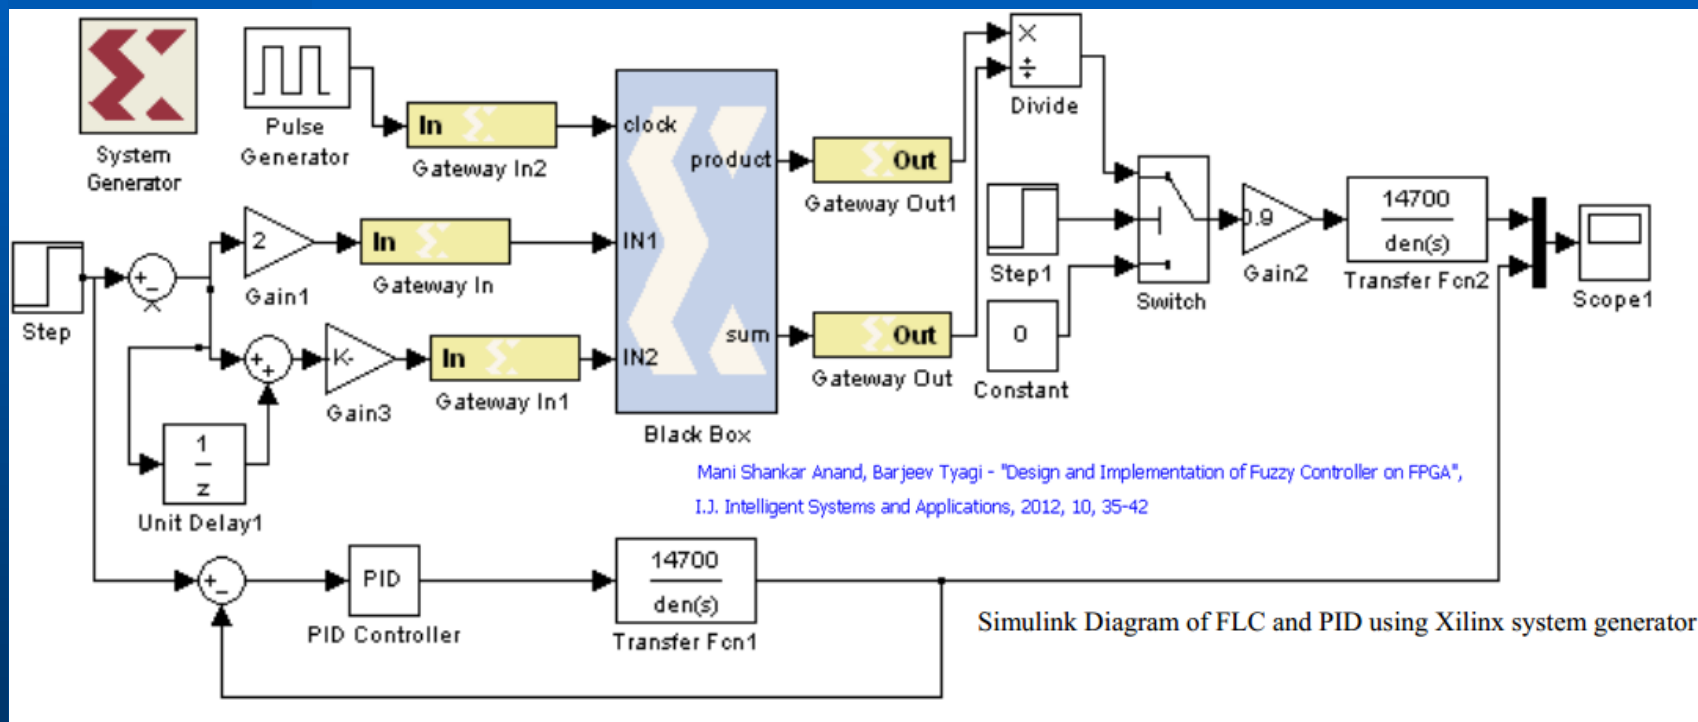 System
Generator
Pulse
Generator
In
Gateway In2
clock
product
Out
Gateway Out1
×
÷
Divide
Step
+
−
2
Gain1
In
Gateway In
IN1
+
+
K-
Gain3
In
Gateway In1
IN2
sum
Out
Gateway Out
Black Box
Step1
0
Constant
Switch
0.9
Gain2
14700
den(s)
Transfer Fcn2
Scope1
1
z
Unit Delay1
Mani Shankar Anand, Barjeev Tyagi - "Design and Implementation of Fuzzy Controller on FPGA",
I.J. Intelligent Systems and Applications, 2012, 10, 35-42
+
−
PID
PID Controller
14700
den(s)
Transfer Fcn1
Simulink Diagram of FLC and PID using Xilinx system generator